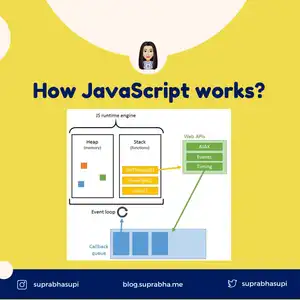 How JavaScript works?
JS runtime engine
Heap
(memory)
Stack
(functions)
Web APIs
AJAX
Events
Timing
Event loop
Callback
queue
suprabhasupi
blog.suprabha.me
suprabhasupi